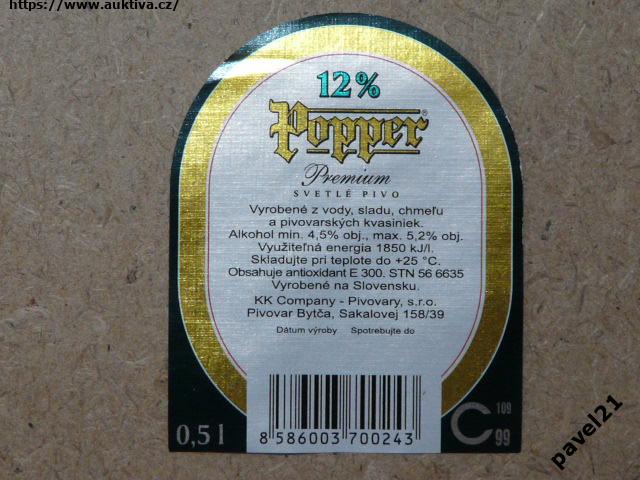 https://www.auktiva.cz/
12%
Popper®
Premium
SVETLÉ PIVO
Vyrobené z vody, sladu, chmeľu
a pivovarských kvasiniek.
Alkohol min. 4,5% obj., max. 5,2% obj.
Využiteľná energia 1850 kJ/l.
Skladujte pri teplote do +25 °C.
Obsahuje antioxidant E 300. STN 56 6635
Vyrobené na Slovensku.
KK Company - Pivovary, s.r.o.
Pivovar Bytča, Sakalovej 158/39
Dátum výroby Spotrebujte do
0,5 l
8 586003 700243
C 109
99
pavel21